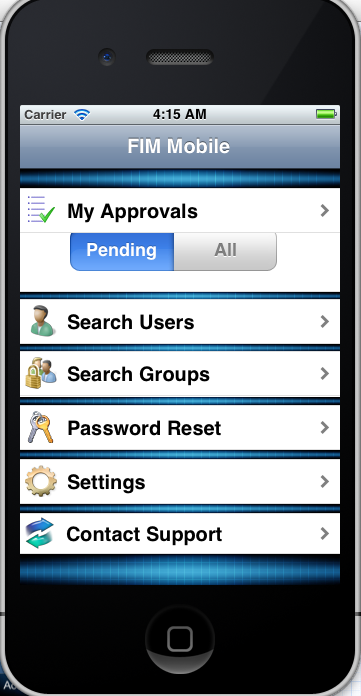 Carrier 4:15 AM
FIM Mobile
My Approvals
Pending All
Search Users
Search Groups
Password Reset
Settings
Contact Support